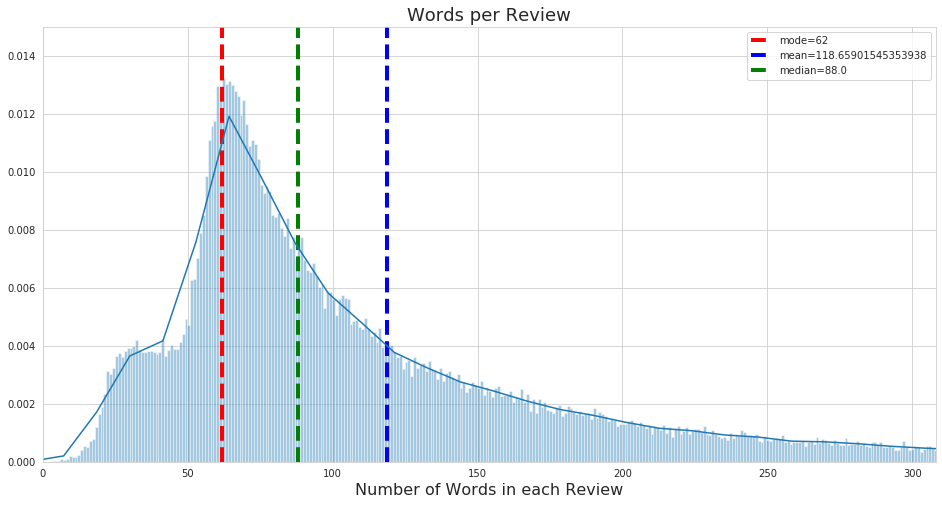 Words per Review
mode=62
mean=118.65901545353938
median=88.0
0.014
0.012
0.010
0.008
0.006
0.004
0.002
0.000
0 50 100 150 200 250 300
Number of Words in each Review